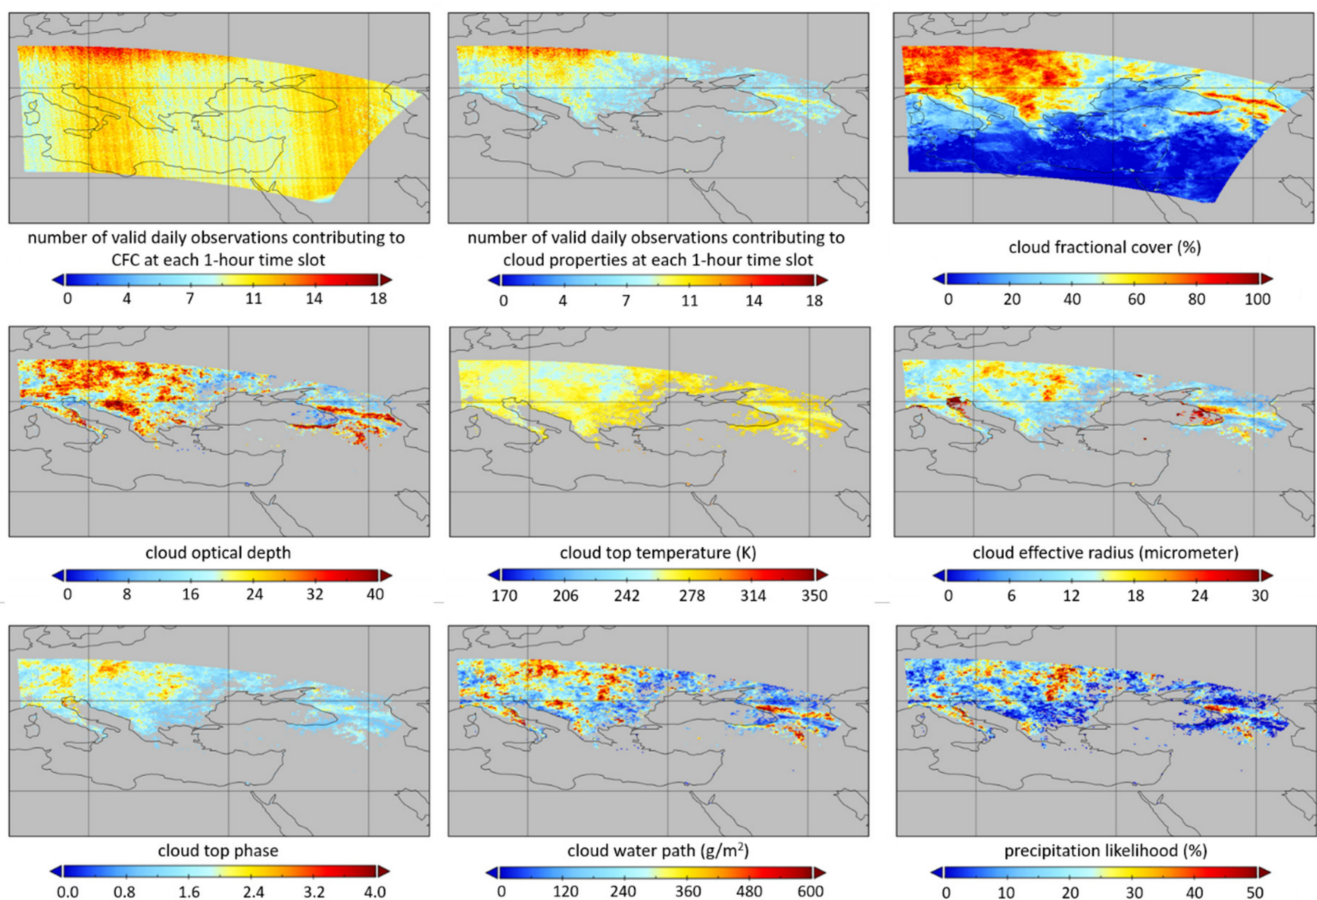 number of valid daily observations contributing to
CFC at each 1-hour time slot
0 4 7 11 14 18
number of valid daily observations contributing to
cloud properties at each 1-hour time slot
0 4 7 11 14 18
cloud fractional cover (%)
0 20 40 60 80 100
cloud optical depth
0 8 16 24 32 40
cloud top temperature (K)
170 206 242 278 314 350
cloud effective radius (micrometer)
0 6 12 18 24 30
cloud top phase
0.0 0.8 1.6 2.4 3.2 4.0
cloud water path (g/m²)
0 120 240 360 480 600
precipitation likelihood (%)
0 10 20 30 40 50